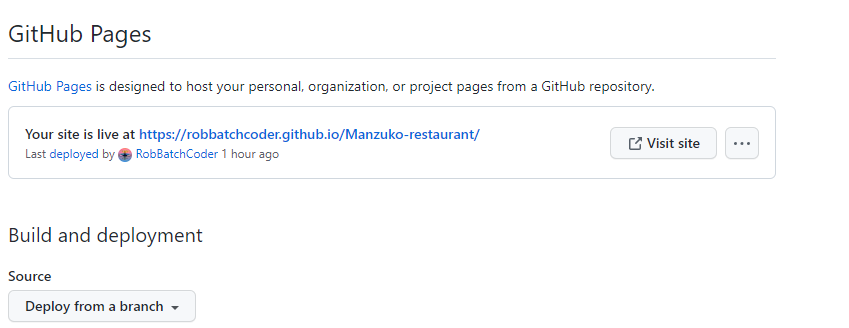 GitHub Pages
GitHub Pages is designed to host your personal, organization, or project pages from a GitHub repository.
Your site is live at https://robbatchcoder.github.io/Manzuko-restaurant/
Last deployed by RobBatchCoder 1 hour ago
Visit site
Build and deployment
Source
Deploy from a branch